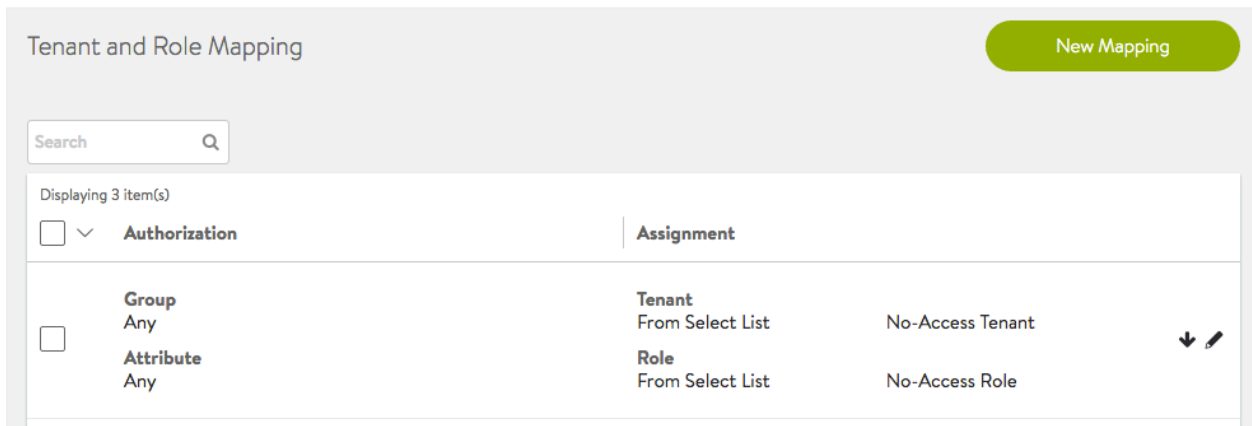 Tenant and Role Mapping
New Mapping
Search
Displaying 3 item(s)
Authorization
Assignment
Group
Any
Tenant
From Select List
No-Access Tenant
Attribute
Any
Role
From Select List
No-Access Role